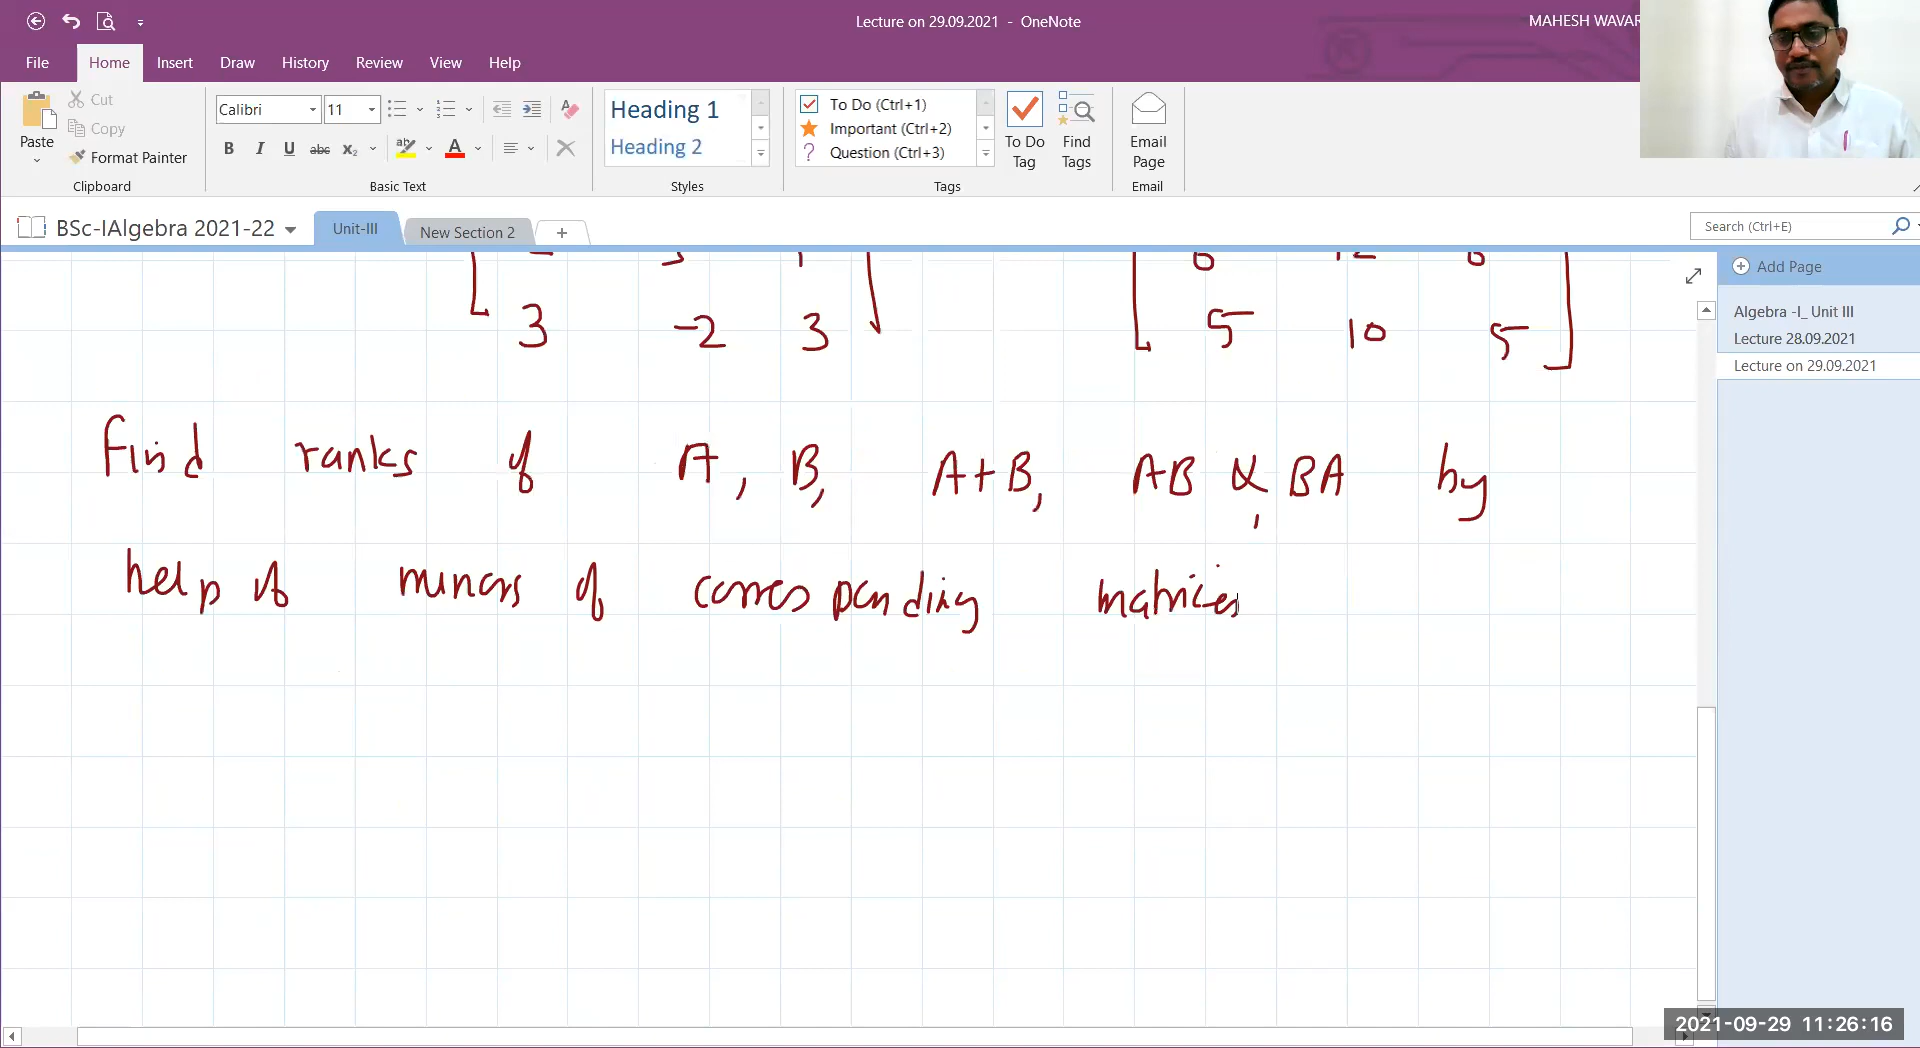 Lecture on 29.09.2021 - OneNote
MAHESH WAVAR
File Home Insert Draw History Review View Help
Paste
Cut
Copy
Format Painter
Clipboard
Calibri 11
B I U abc x₂ ab A
Basic Text
Heading 1
Heading 2
Styles
To Do (Ctrl+1)
Important (Ctrl+2)
Question (Ctrl+3)
Tags
To Do Tag
Find Tags
Email Page
Email
BSc-IAlgebra 2021-22
Unit-III
New Section 2
Search (Ctrl+E)
Add Page
Algebra -I_ Unit III
Lecture 28.09.2021
Lecture on 29.09.2021
3 -2 3
5 10 5
Find ranks of A, B, A+B, AB & BA by
help of minors of corresponding matrices
2021-09-29 11:26:16